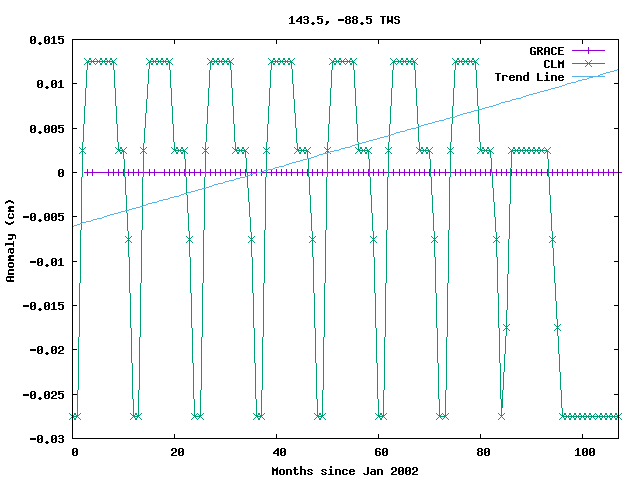 143.5, -88.5 TWS
GRACE
CLM
Trend Line
0.015
0.01
0.005
0
-0.005
-0.01
-0.015
-0.02
-0.025
-0.03
Anomaly (cm)
0 20 40 60 80 100
Months since Jan 2002